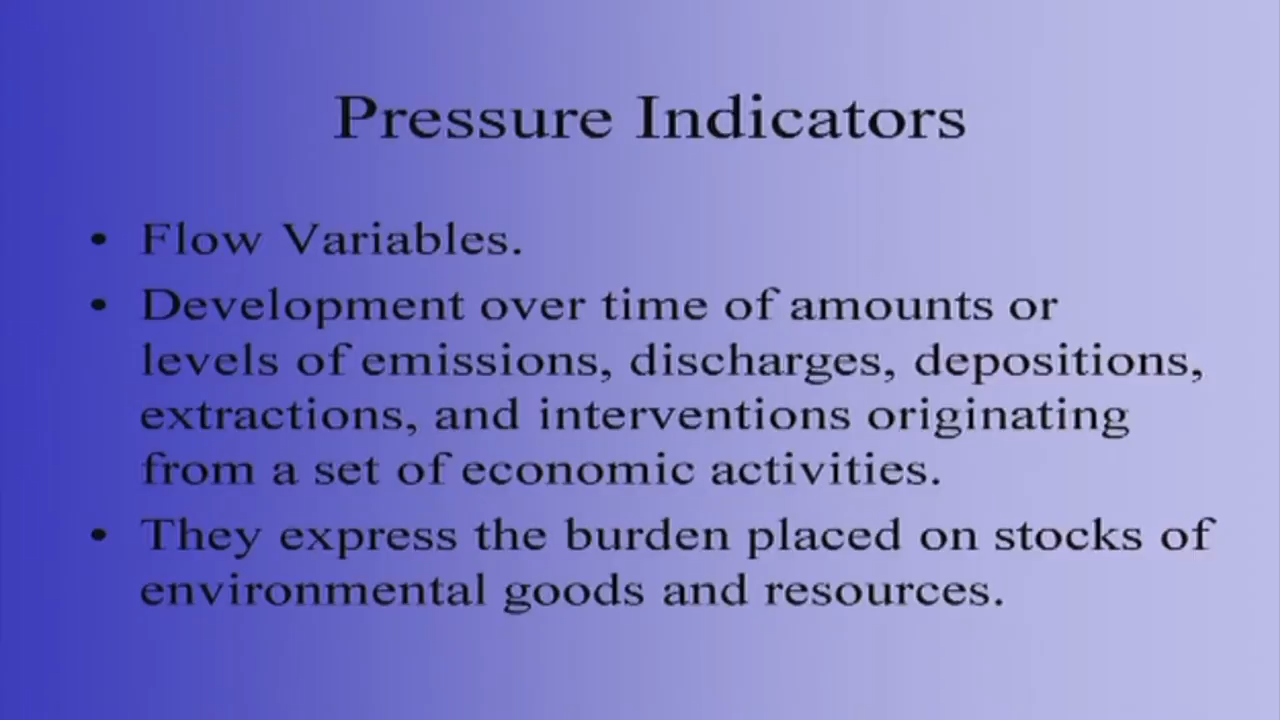 Pressure Indicators
• Flow Variables.
• Development over time of amounts or
levels of emissions, discharges, depositions,
extractions, and interventions originating
from a set of economic activities.
• They express the burden placed on stocks of
environmental goods and resources.